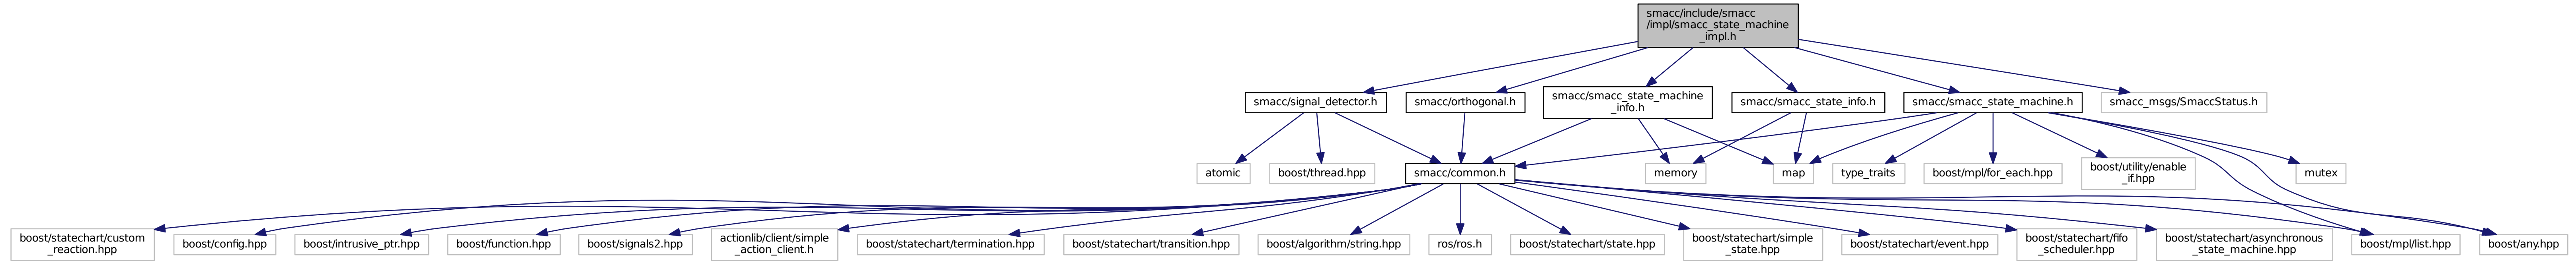 smacc/include/smacc
/impl/smacc_state_machine
_impl.h
smacc/signal_detector.h
smacc/orthogonal.h
smacc/smacc_state_machine
_info.h
smacc/smacc_state_info.h
smacc/smacc_state_machine.h
smacc_msgs/SmaccStatus.h
atomic
boost/thread.hpp
smacc/common.h
memory
map
type_traits
boost/mpl/for_each.hpp
boost/utility/enable
_if.hpp
mutex
boost/statechart/custom
_reaction.hpp
boost/config.hpp
boost/intrusive_ptr.hpp
boost/function.hpp
boost/signals2.hpp
actionlib/client/simple
_action_client.h
boost/statechart/termination.hpp
boost/statechart/transition.hpp
boost/algorithm/string.hpp
ros/ros.h
boost/statechart/state.hpp
boost/statechart/simple
_state.hpp
boost/statechart/event.hpp
boost/statechart/fifo
_scheduler.hpp
boost/statechart/asynchronous
_state_machine.hpp
boost/mpl/list.hpp
boost/any.hpp